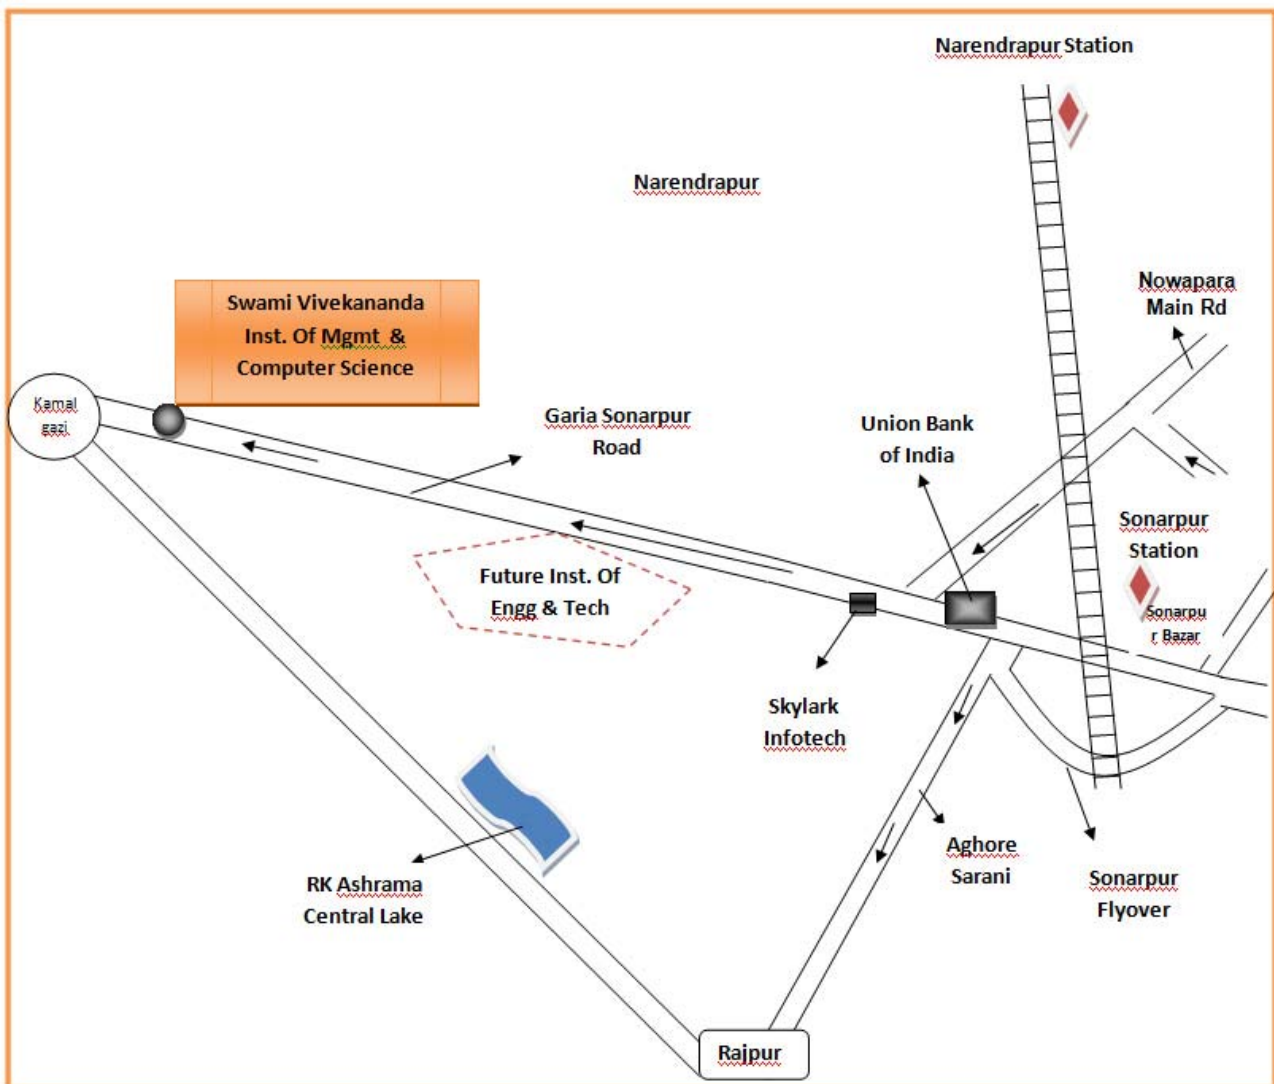 Narendrapur Station
Narendrapur
Nowapara
Main Rd
Swami Vivekananda
Inst. Of Mgmt &
Computer Science
Kamal
gazi
Garia Sonarpur
Road
Union Bank
of India
Sonarpur
Station
Future Inst. Of
Engg & Tech
Sonarpu
r Bazar
Skylark
Infotech
Aghore
Sarani
Sonarpur
Flyover
RK Ashrama
Central Lake
Rajpur